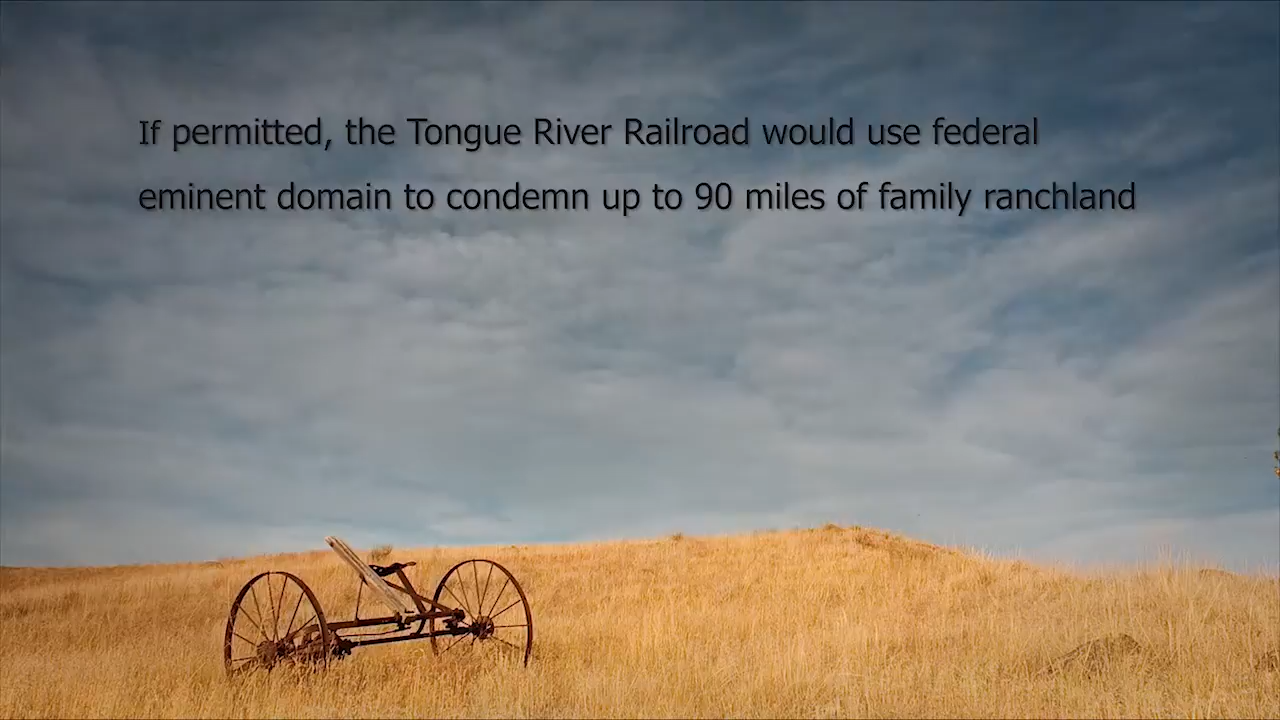 If permitted, the Tongue River Railroad would use federal
eminent domain to condemn up to 90 miles of family ranchland